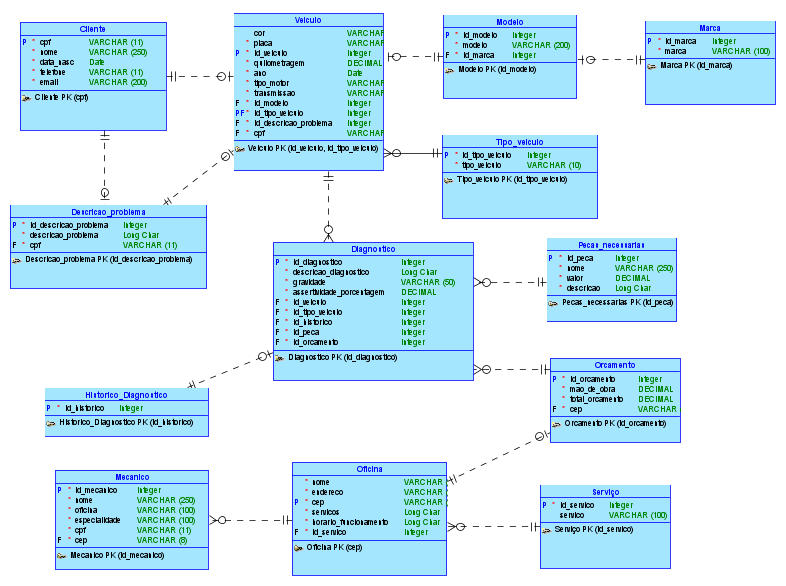 Cliente
P * cpf VARCHAR (11)
* nome VARCHAR (250)
* data_nasc Date
* telefone VARCHAR (11)
* email VARCHAR (200)
Cliente PK (cpf)
Veiculo
cor VARCHAR
* placa VARCHAR
P * id_veiculo Integer
* quilometragem DECIMAL
* ano Date
* tipo_motor VARCHAR
* transmissao VARCHAR
F * id_modelo Integer
PF * id_tipo_veiculo Integer
F * id_descricao_problema Integer
F * cpf VARCHAR
Veiculo PK (id_veiculo, id_tipo_veiculo)
Modelo
P * id_modelo Integer
* modelo VARCHAR (200)
F * id_marca Integer
Modelo PK (id_modelo)
Marca
P * id_marca Integer
* marca VARCHAR (100)
Marca PK (id_marca)
Tipo_veiculo
P * id_tipo_veiculo Integer
* tipo_veiculo VARCHAR (10)
Tipo_veiculo PK (id_tipo_veiculo)
Descricao_problema
P * id_descricao_problema Integer
* descricao_problema Long Char
F * cpf VARCHAR (11)
Descricao_problema PK (id_descricao_problema)
Diagnostico
P * id_diagnostico Integer
* descricao_diagnostico Long Char
* gravidade VARCHAR (50)
* assertividade_porcentagem DECIMAL
F * id_veiculo Integer
F * id_tipo_veiculo Integer
F * id_historico Integer
F * id_peca Integer
F * id_orcamento Integer
Diagnostico PK (id_diagnostico)
Pecas_necessarias
P * id_peca Integer
* nome VARCHAR (250)
* valor DECIMAL
* descricao Long Char
Pecas_necessarias PK (id_peca)
Historico_Diagnostico
P * id_historico Integer
Historico_Diagnostico PK (id_historico)
Orcamento
P * id_orcamento Integer
* mao_de_obra DECIMAL
* total_orcamento DECIMAL
F * cep VARCHAR
Orcamento PK (id_orcamento)
Mecanico
P * id_mecanico Integer
* nome VARCHAR (250)
* oficina VARCHAR (100)
* especialidade VARCHAR (100)
* cpf VARCHAR (11)
F * cep VARCHAR (8)
Mecanico PK (id_mecanico)
Oficina
* nome VARCHAR
* endereco VARCHAR
P * cep VARCHAR
* servicos Long Char
* horario_funcionamento Long Char
F * id_servico Integer
Oficina PK (cep)
Serviço
P * id_servico Integer
servico VARCHAR (100)
Serviço PK (id_servico)